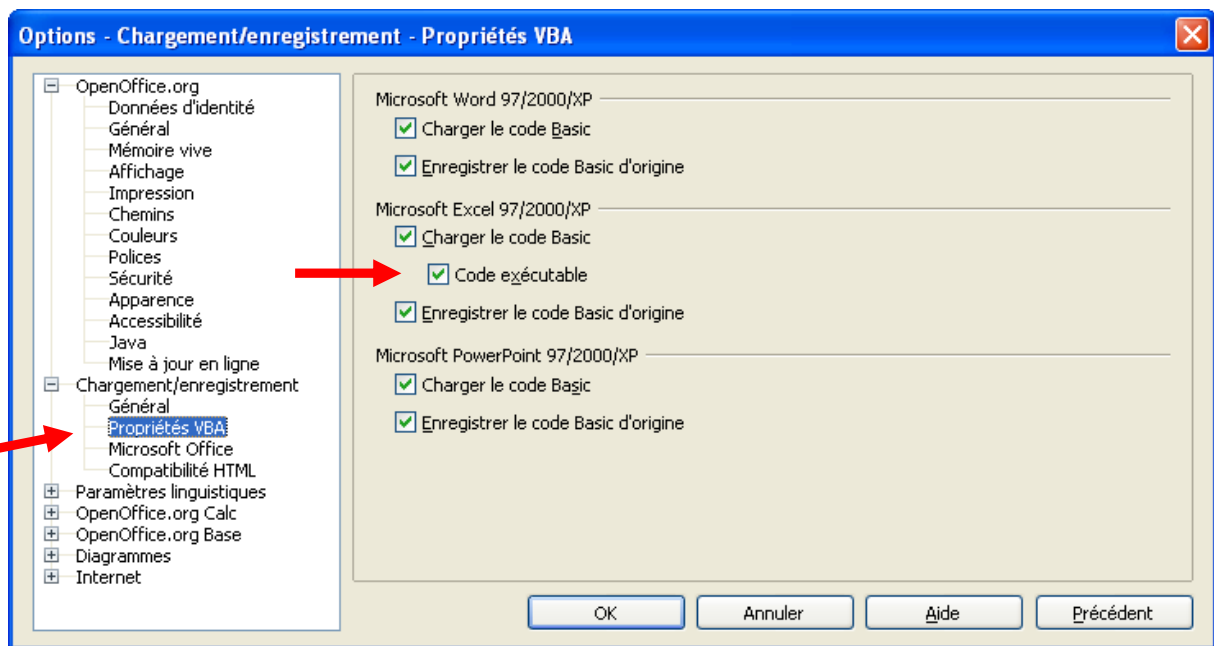 Options - Chargement/enregistrement - Propriétés VBA
OpenOffice.org
Données d'identité
Général
Mémoire vive
Affichage
Impression
Chemins
Couleurs
Polices
Sécurité
Apparence
Accessibilité
Java
Mise à jour en ligne
Chargement/enregistrement
Général
Propriétés VBA
Microsoft Office
Compatibilité HTML
Paramètres linguistiques
OpenOffice.org Calc
OpenOffice.org Base
Diagrammes
Internet
Microsoft Word 97/2000/XP
Charger le code Basic
Enregistrer le code Basic d'origine
Microsoft Excel 97/2000/XP
Charger le code Basic
Code exécutable
Enregistrer le code Basic d'origine
Microsoft PowerPoint 97/2000/XP
Charger le code Basic
Enregistrer le code Basic d'origine
OK
Annuler
Aide
Précédent